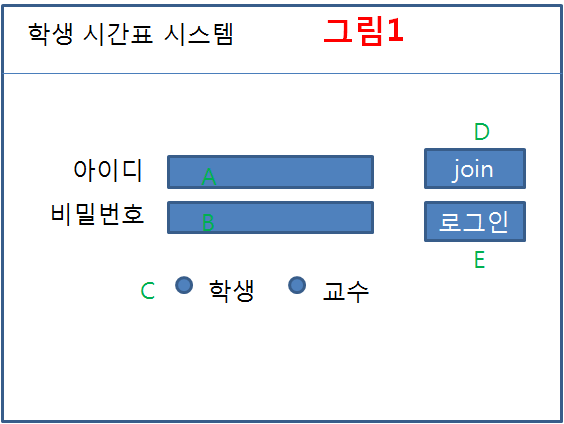 학생 시간표 시스템 그림1
D
아이디 A join
비밀번호 B 로그인
E
C 학생 교수